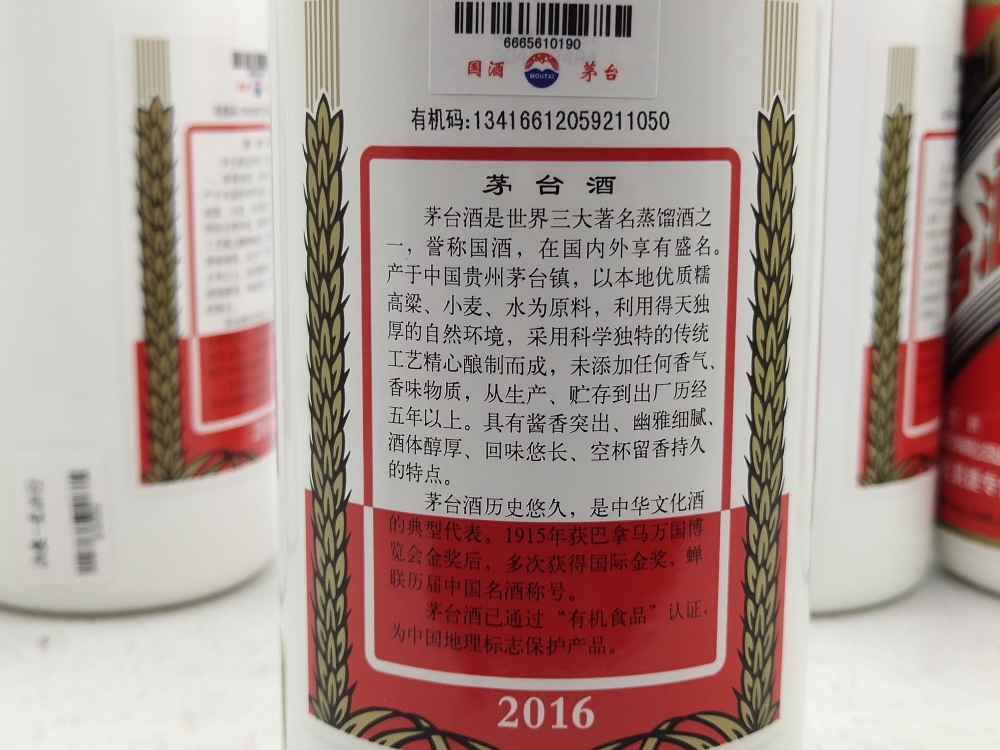 6665610190
国酒 MOUTAI 茅台
有机码:13416612059211050
茅台酒
茅台酒是世界三大著名蒸馏酒之
一，誉称国酒，在国内外享有盛名。
产于中国贵州茅台镇，以本地优质糯
高粱、小麦、水为原料，利用得天独
厚的自然环境，采用科学独特的传统
工艺精心酿制而成，未添加任何香气、
香味物质，从生产、贮存到出厂历经
五年以上。具有酱香突出、幽雅细腻、
酒体醇厚、回味悠长、空杯留香持久
的特点。
茅台酒历史悠久，是中华文化酒
的典型代表。1915年获巴拿马万国博
览会金奖后，多次获得国际金奖，蝉
联历届中国名酒称号。
茅台酒已通过“有机食品”认证，
为中国地理标志保护产品。
2016